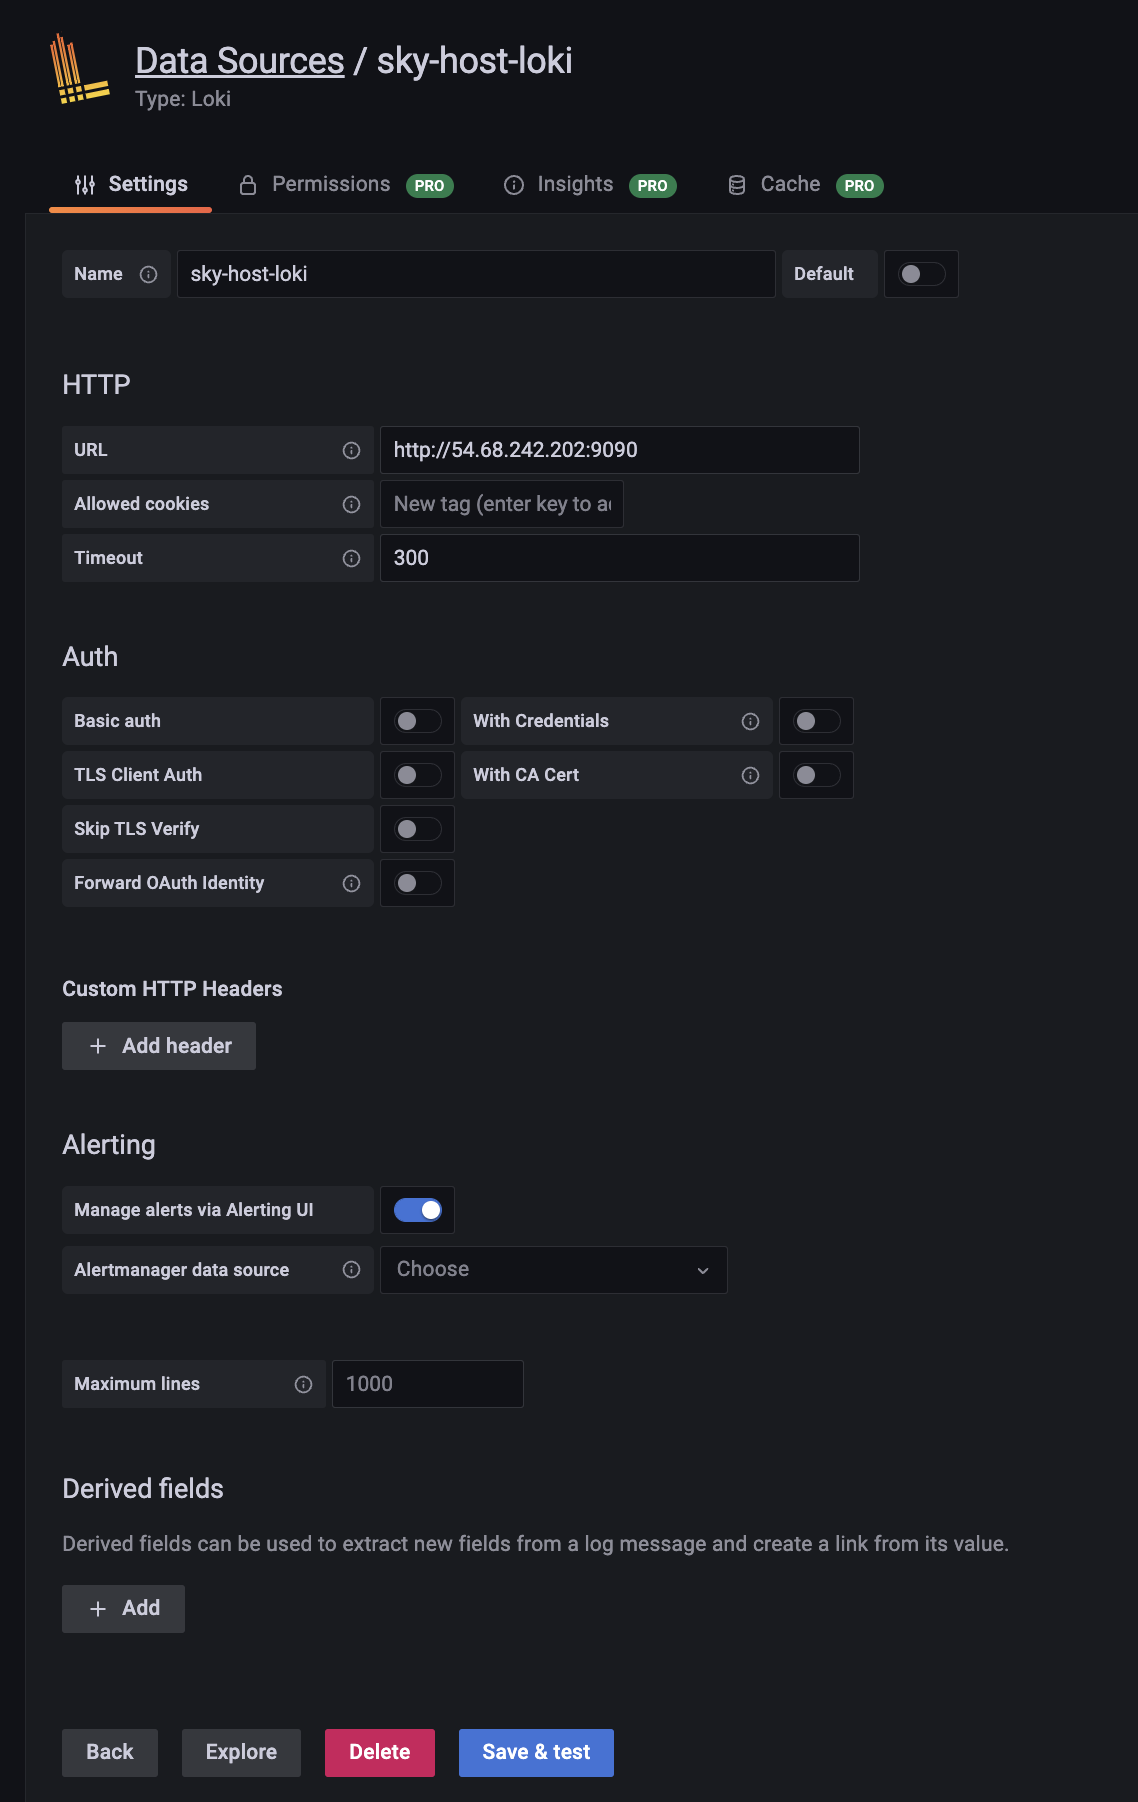 Data Sources / sky-host-loki
Type: Loki
Settings Permissions PRO Insights PRO Cache PRO
Name sky-host-loki Default
HTTP
URL http://54.68.242.202:9090
Allowed cookies New tag (enter key to a
Timeout 300
Auth
Basic auth With Credentials
TLS Client Auth With CA Cert
Skip TLS Verify
Forward OAuth Identity
Custom HTTP Headers
+ Add header
Alerting
Manage alerts via Alerting UI
Alertmanager data source Choose
Maximum lines 1000
Derived fields
Derived fields can be used to extract new fields from a log message and create a link from its value.
+ Add
Back Explore Delete Save & test